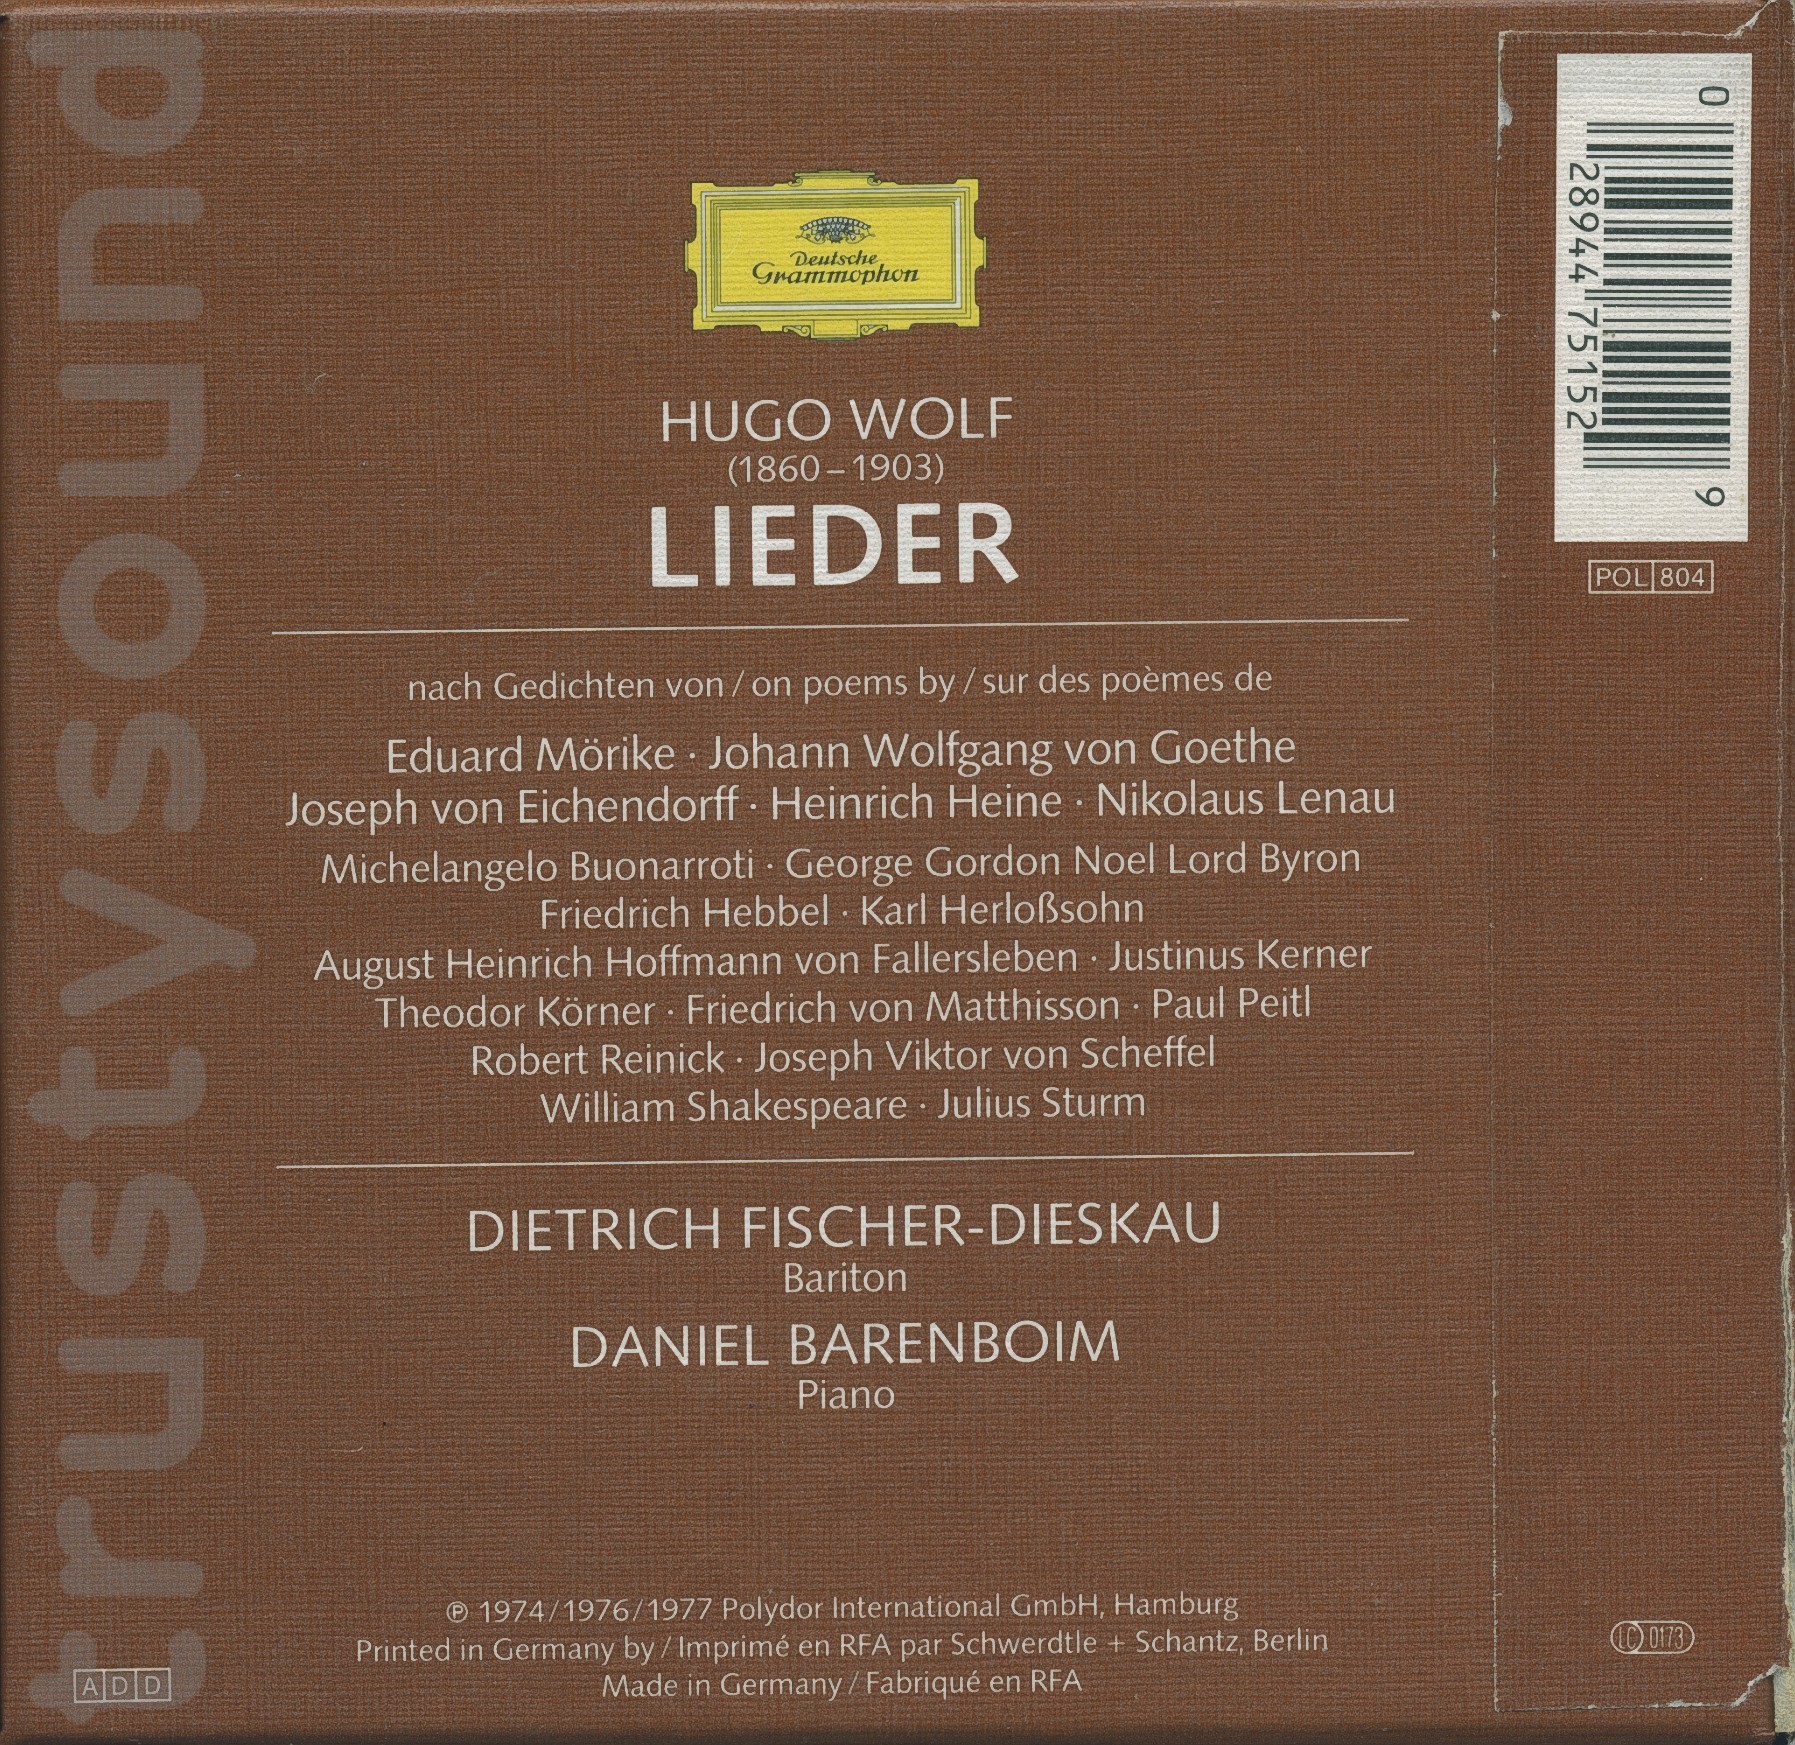 trustysound
Deutsche
Grammophon
HUGO WOLF
(1860–1903)
LIEDER
nach Gedichten von / on poems by / sur des poèmes de
Eduard Mörike · Johann Wolfgang von Goethe
Joseph von Eichendorff · Heinrich Heine · Nikolaus Lenau
Michelangelo Buonarroti · George Gordon Noel Lord Byron
Friedrich Hebbel · Karl Herloßsohn
August Heinrich Hoffmann von Fallersleben · Justinus Kerner
Theodor Körner · Friedrich von Matthisson · Paul Peitl
Robert Reinick · Joseph Viktor von Scheffel
William Shakespeare · Julius Sturm
DIETRICH FISCHER-DIESKAU
Bariton
DANIEL BARENBOIM
Piano
℗ 1974/1976/1977 Polydor International GmbH, Hamburg
Printed in Germany by / Imprimé en RFA par Schwerdtle + Schantz, Berlin
Made in Germany / Fabriqué en RFA
ADD
0 28944 75152 9
POL 804
LC 0173